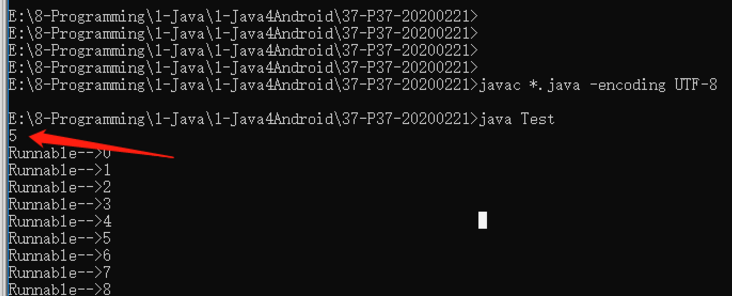 E:\8-Programming\1-Java\1-Java4Android\37-P37-20200221>
E:\8-Programming\1-Java\1-Java4Android\37-P37-20200221>
E:\8-Programming\1-Java\1-Java4Android\37-P37-20200221>
E:\8-Programming\1-Java\1-Java4Android\37-P37-20200221>
E:\8-Programming\1-Java\1-Java4Android\37-P37-20200221>javac *.java -encoding UTF-8
E:\8-Programming\1-Java\1-Java4Android\37-P37-20200221>java Test
5
Runnable-->0
Runnable-->1
Runnable-->2
Runnable-->3
Runnable-->4
Runnable-->5
Runnable-->6
Runnable-->7
Runnable-->8